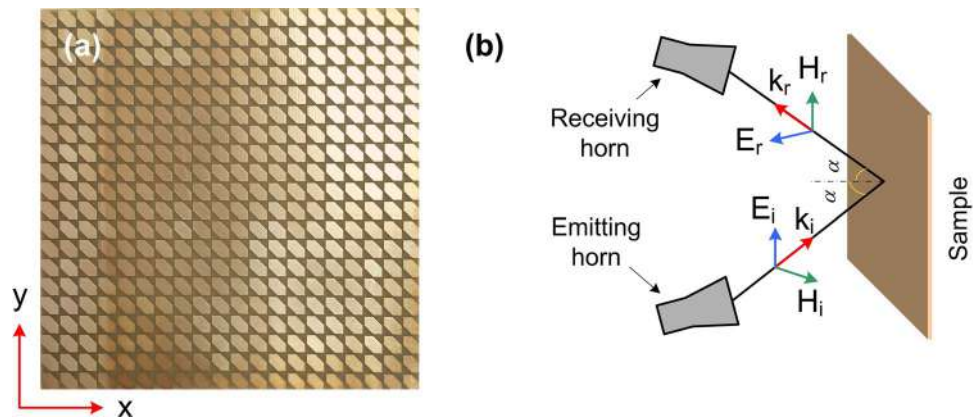 (a)
y
x
(b)
H_r
k_r
Receiving
horn
E_r
α
α
E_i
k_i
Emitting
horn
H_i
Sample